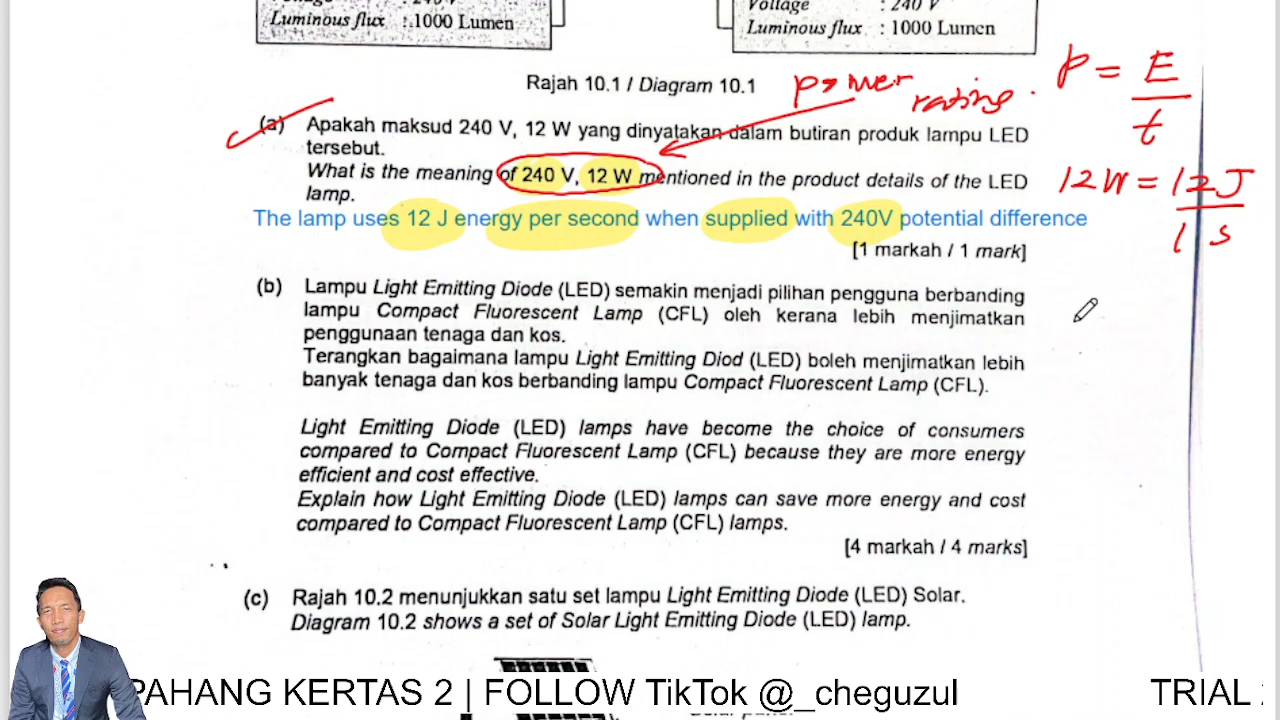 Luminous flux : 1000 Lumen
Voltage : 240 V
Luminous flux : 1000 Lumen
Rajah 10.1 / Diagram 10.1
power rating.
P = E / t
12W = 12J / 1 s
(a) Apakah maksud 240 V, 12 W yang dinyatakan dalam butiran produk lampu LED
tersebut.
What is the meaning of 240 V, 12 W mentioned in the product details of the LED
lamp.
The lamp uses 12 J energy per second when supplied with 240V potential difference
[1 markah / 1 mark]
(b) Lampu Light Emitting Diode (LED) semakin menjadi pilihan pengguna berbanding
lampu Compact Fluorescent Lamp (CFL) oleh kerana lebih menjimatkan
penggunaan tenaga dan kos.
Terangkan bagaimana lampu Light Emitting Diod (LED) boleh menjimatkan lebih
banyak tenaga dan kos berbanding lampu Compact Fluorescent Lamp (CFL).
Light Emitting Diode (LED) lamps have become the choice of consumers
compared to Compact Fluorescent Lamp (CFL) because they are more energy
efficient and cost effective.
Explain how Light Emitting Diode (LED) lamps can save more energy and cost
compared to Compact Fluorescent Lamp (CFL) lamps.
[4 markah / 4 marks]
(c) Rajah 10.2 menunjukkan satu set lampu Light Emitting Diode (LED) Solar.
Diagram 10.2 shows a set of Solar Light Emitting Diode (LED) lamp.
PAHANG KERTAS 2 | FOLLOW TikTok @_cheguzul
TRIAL